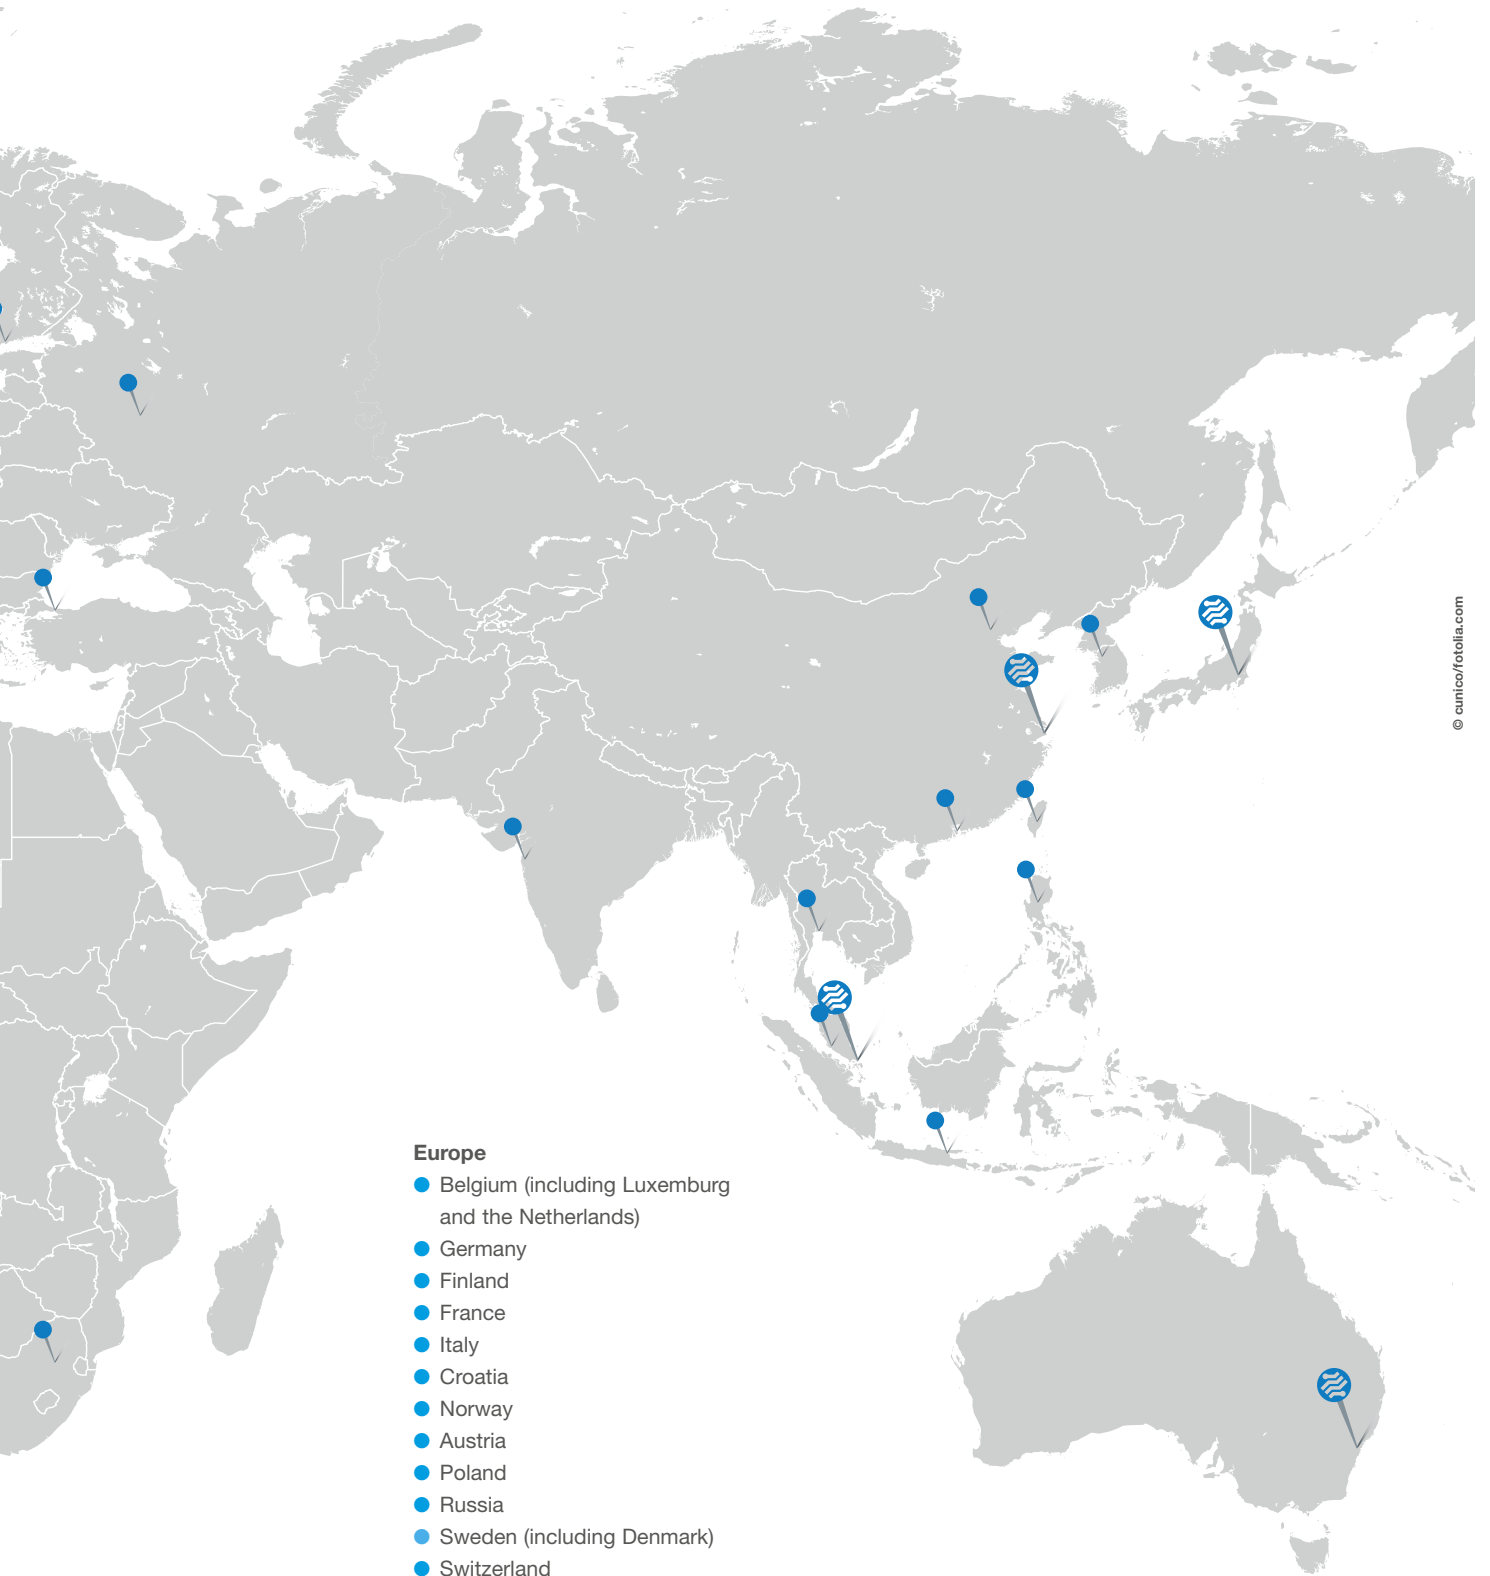 © cunico/fotolia.com
Europe
Belgium (including Luxemburg
and the Netherlands)
Germany
Finland
France
Italy
Croatia
Norway
Austria
Poland
Russia
Sweden (including Denmark)
Switzerland